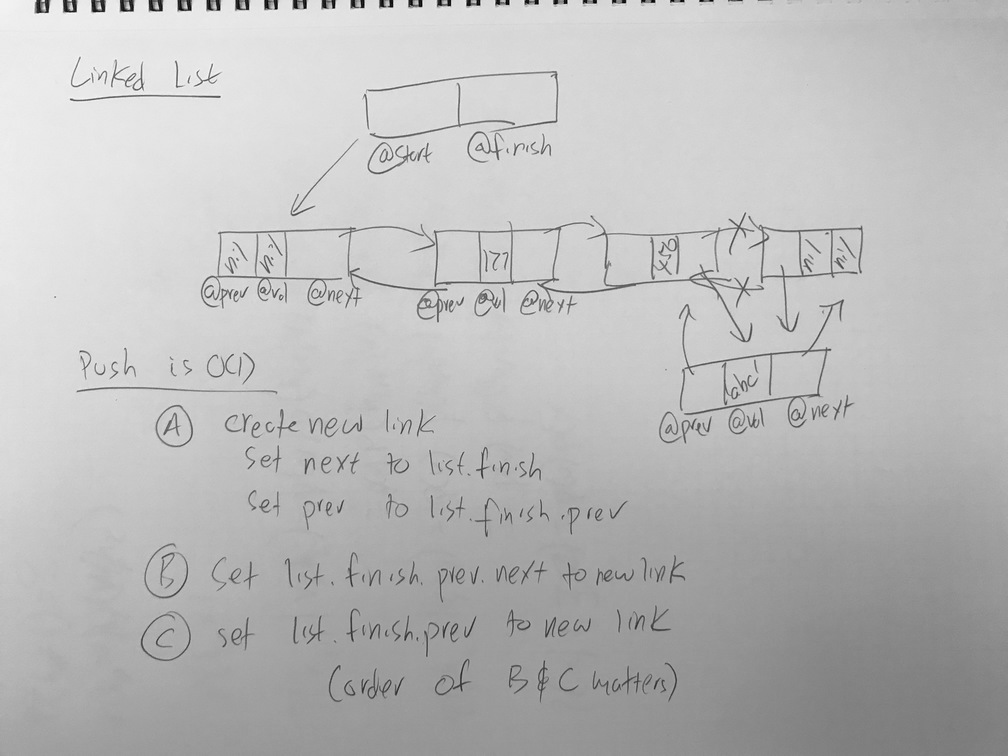 Linked List
@start @finish
nil nil 121 nil nil
@prev @val @next @prev @val @next
'abc'
@prev @val @next
Push is O(1)
A create new link
set next to list.finish
set prev to list.finish.prev
B Set list.finish.prev.next to new link
C set list.finish.prev to new link
(order of B & C matters)